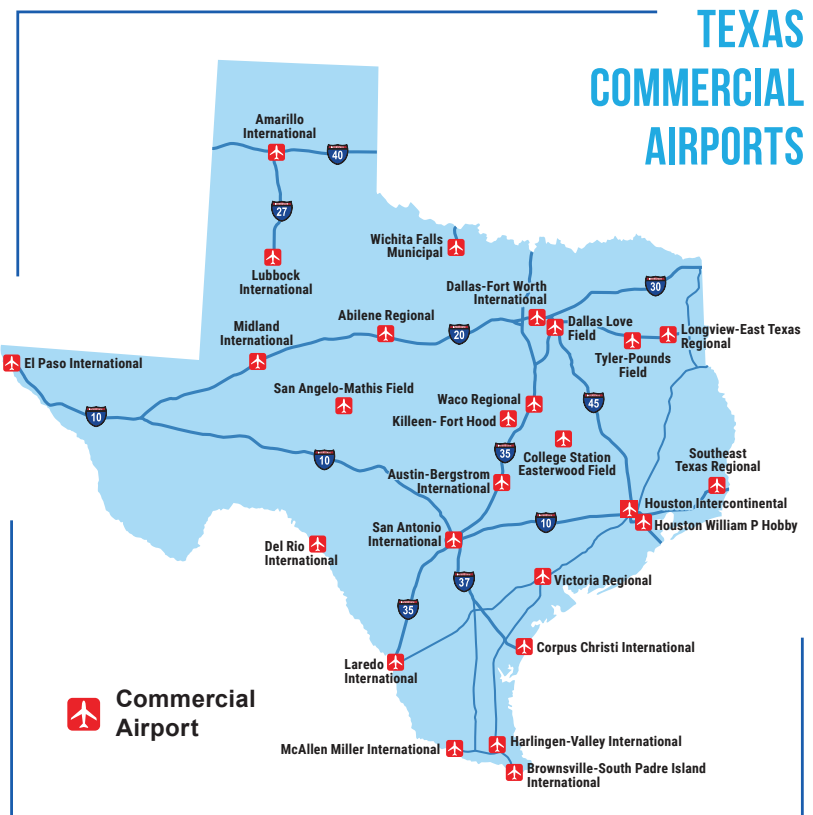 TEXAS
COMMERCIAL
AIRPORTS
Amarillo
International
40
27
Lubbock
International
Wichita Falls
Municipal
Dallas-Fort Worth
International
30
Abilene Regional
20
Dallas Love
Field
Longview-East Texas
Regional
Tyler-Pounds
Field
Midland
International
El Paso International
10
San Angelo-Mathis Field
Waco Regional
Killeen- Fort Hood
45
35
College Station
Easterwood Field
Southeast
Texas Regional
10
Austin-Bergstrom
International
Houston Intercontinental
Houston William P Hobby
10
San Antonio
International
Del Rio
International
37
Victoria Regional
35
Corpus Christi International
Laredo
International
Commercial
Airport
McAllen Miller International
Harlingen-Valley International
Brownsville-South Padre Island
International